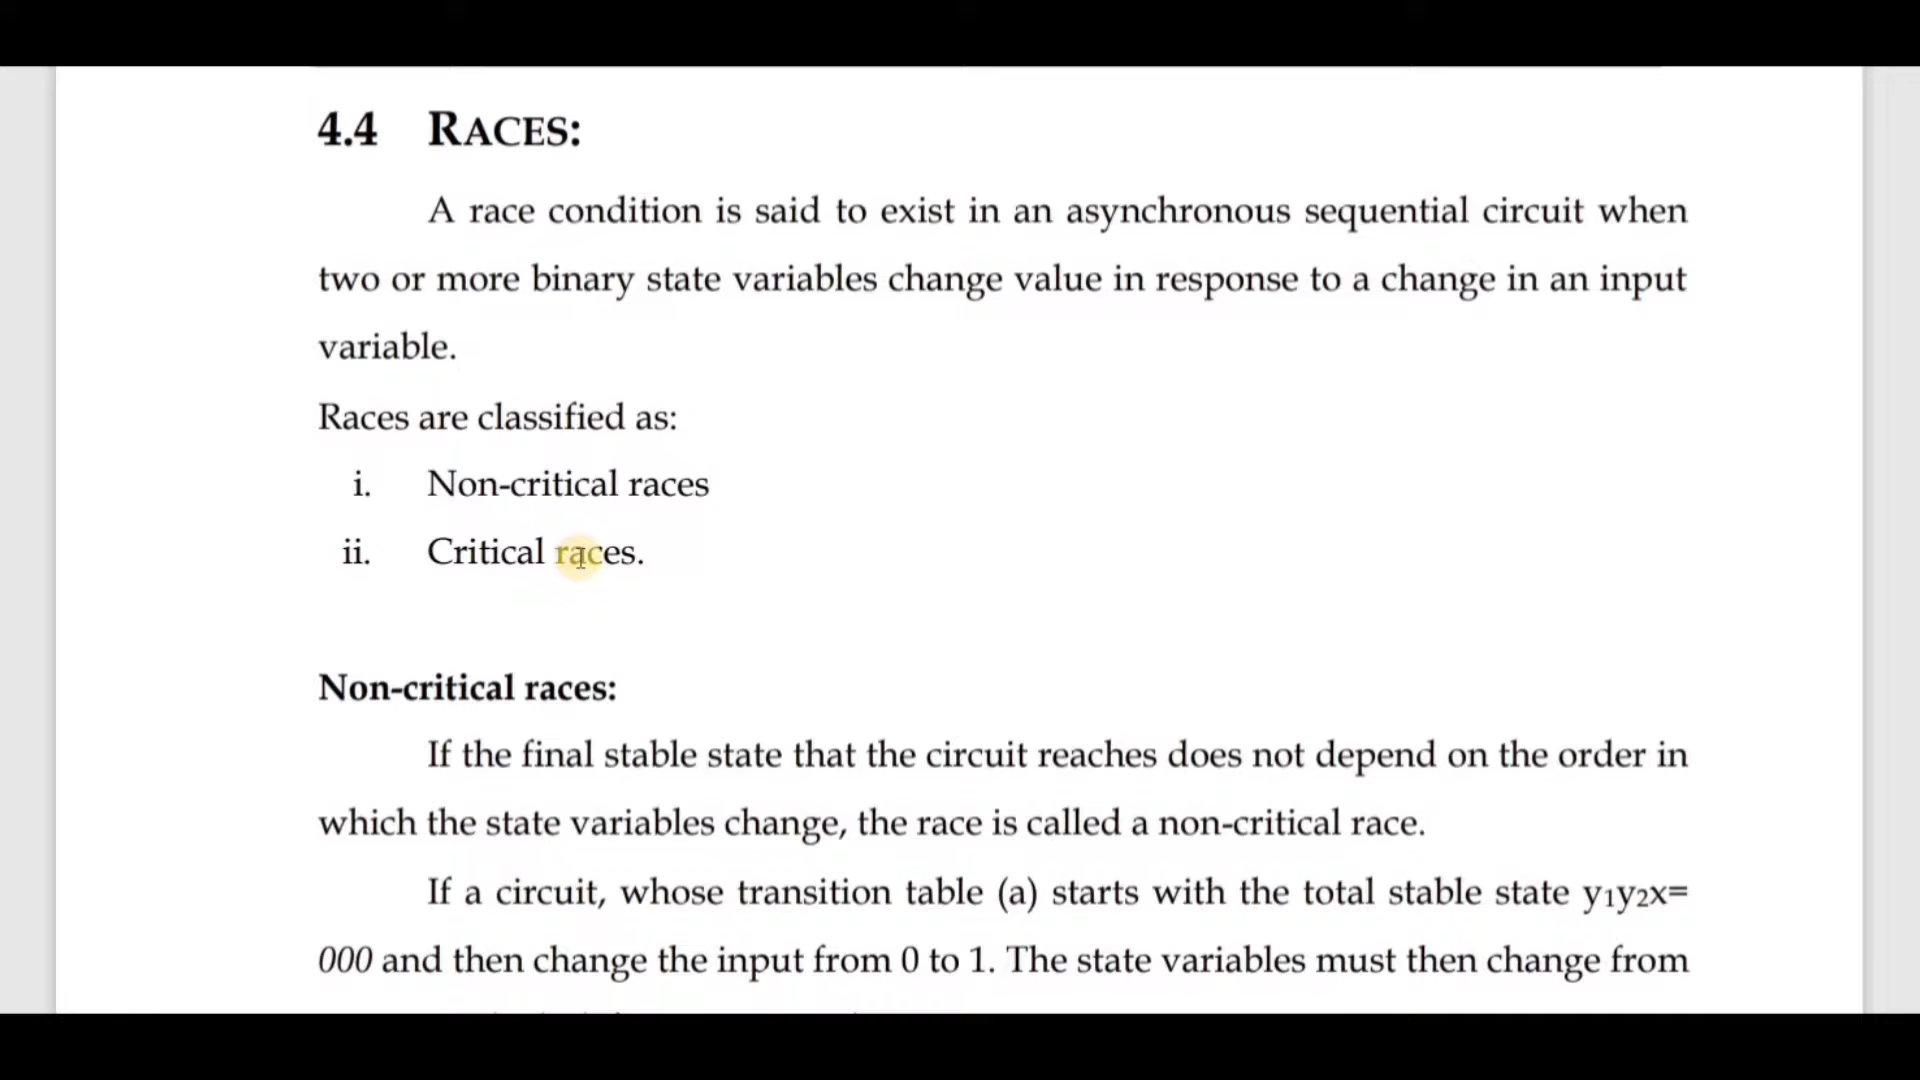 4.4 RACES:
A race condition is said to exist in an asynchronous sequential circuit when
two or more binary state variables change value in response to a change in an input
variable.
Races are classified as:
i. Non-critical races
ii. Critical races.
Non-critical races:
If the final stable state that the circuit reaches does not depend on the order in
which the state variables change, the race is called a non-critical race.
If a circuit, whose transition table (a) starts with the total stable state y₁y₂x=
000 and then change the input from 0 to 1. The state variables must then change from